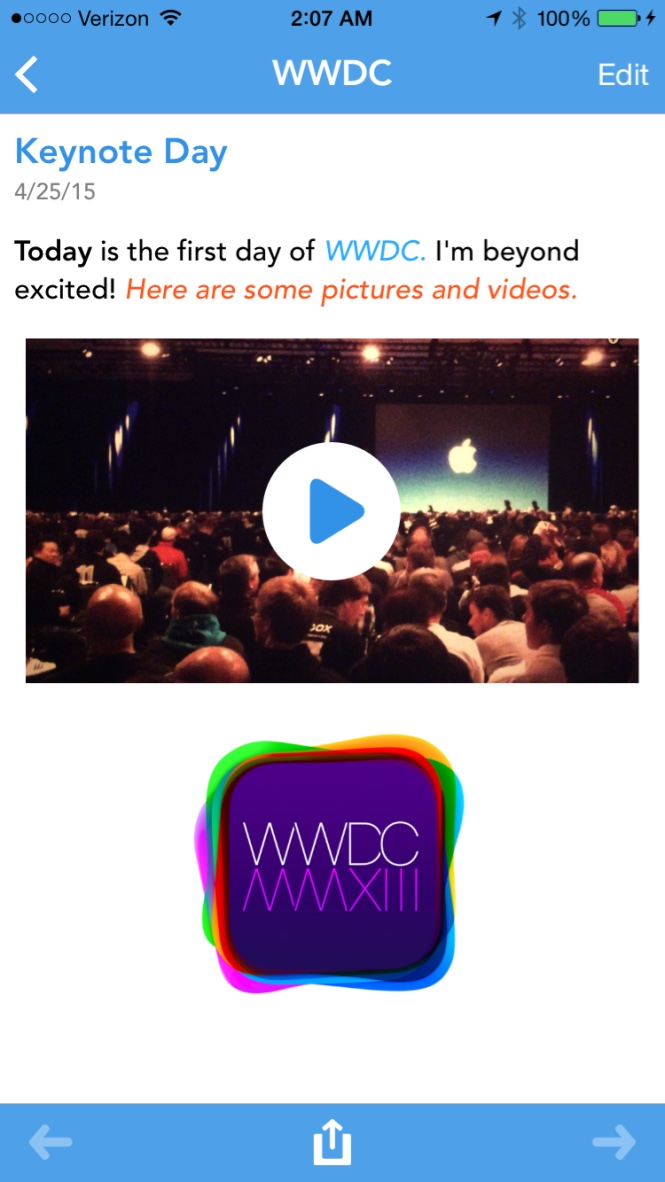 Verizon 2:07 AM 100%
WWDC Edit
Keynote Day
4/25/15
Today is the first day of WWDC. I'm beyond
excited! Here are some pictures and videos.
WWDC
MMXIII